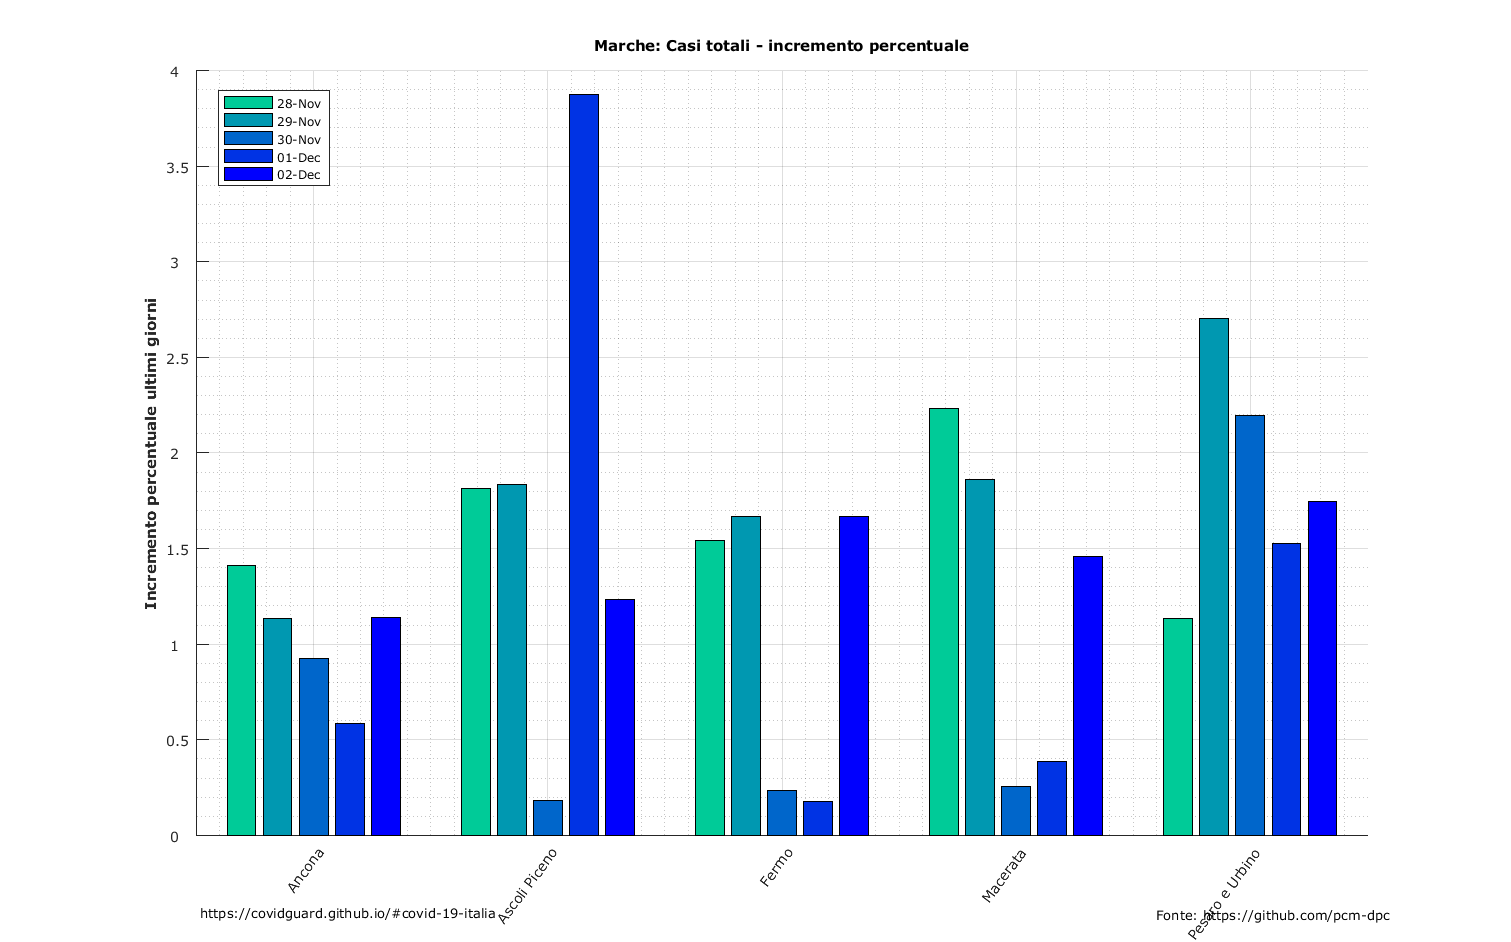 Marche: Casi totali - incremento percentuale
4
3.5
3
2.5
2
1.5
1
0.5
0
Incremento percentuale ultimi giorni
28-Nov
29-Nov
30-Nov
01-Dec
02-Dec
Ancona
Ascoli Piceno
Fermo
Macerata
Pesaro e Urbino
https://covidguard.github.io/#covid-19-italia
Fonte: https://github.com/pcm-dpc